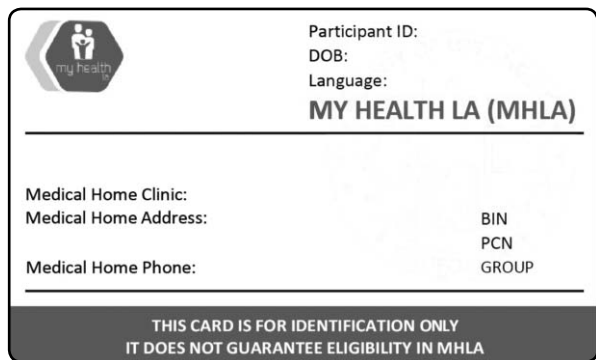 my health
la
Participant ID:
DOB:
Language:
MY HEALTH LA (MHLA)
Medical Home Clinic:
Medical Home Address:
BIN
PCN
Medical Home Phone:
GROUP
THIS CARD IS FOR IDENTIFICATION ONLY
IT DOES NOT GUARANTEE ELIGIBILITY IN MHLA